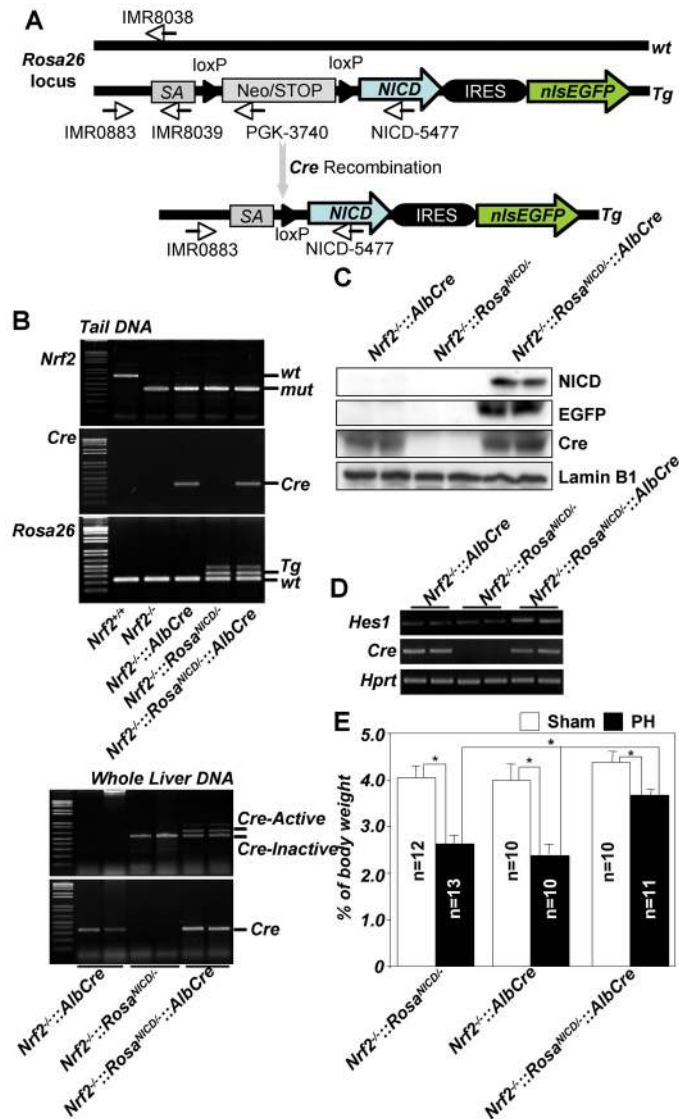 A
IMR8038
wt
Rosa26
locus
loxP
loxP
SA
Neo/STOP
NICD
IRES
nlsEGFP
Tg
IMR0883
IMR8039
PGK-3740
NICD-5477
Cre Recombination
SA
NICD
IRES
nlsEGFP
Tg
loxP
IMR0883
NICD-5477
B
Tail DNA
Nrf2
wt
mut
Cre
Cre
Rosa26
Tg
wt
Nrf2+/+
Nrf2-/-
Nrf2-/-::AlbCre
Nrf2-/-::RosaNICD/-
Nrf2-/-::RosaNICD/-::AlbCre
Whole Liver DNA
Cre-Active
Cre-Inactive
Cre
Nrf2-/-::AlbCre
Nrf2-/-::RosaNICD/-
Nrf2-/-::RosaNICD/-::AlbCre
C
Nrf2-/-::AlbCre
Nrf2-/-::RosaNICD/-
Nrf2-/-::RosaNICD/-::AlbCre
NICD
EGFP
Cre
Lamin B1
D
Nrf2-/-::AlbCre
Nrf2-/-::RosaNICD/-
Nrf2-/-::RosaNICD/-::AlbCre
Hes1
Cre
Hprt
E
Sham
PH
% of body weight
5.0
4.0
3.0
2.0
1.0
0
*
*
*
*
n=12
n=13
n=10
n=10
n=10
n=11
Nrf2-/-::RosaNICD/-
Nrf2-/-::AlbCre
Nrf2-/-::RosaNICD/-::AlbCre